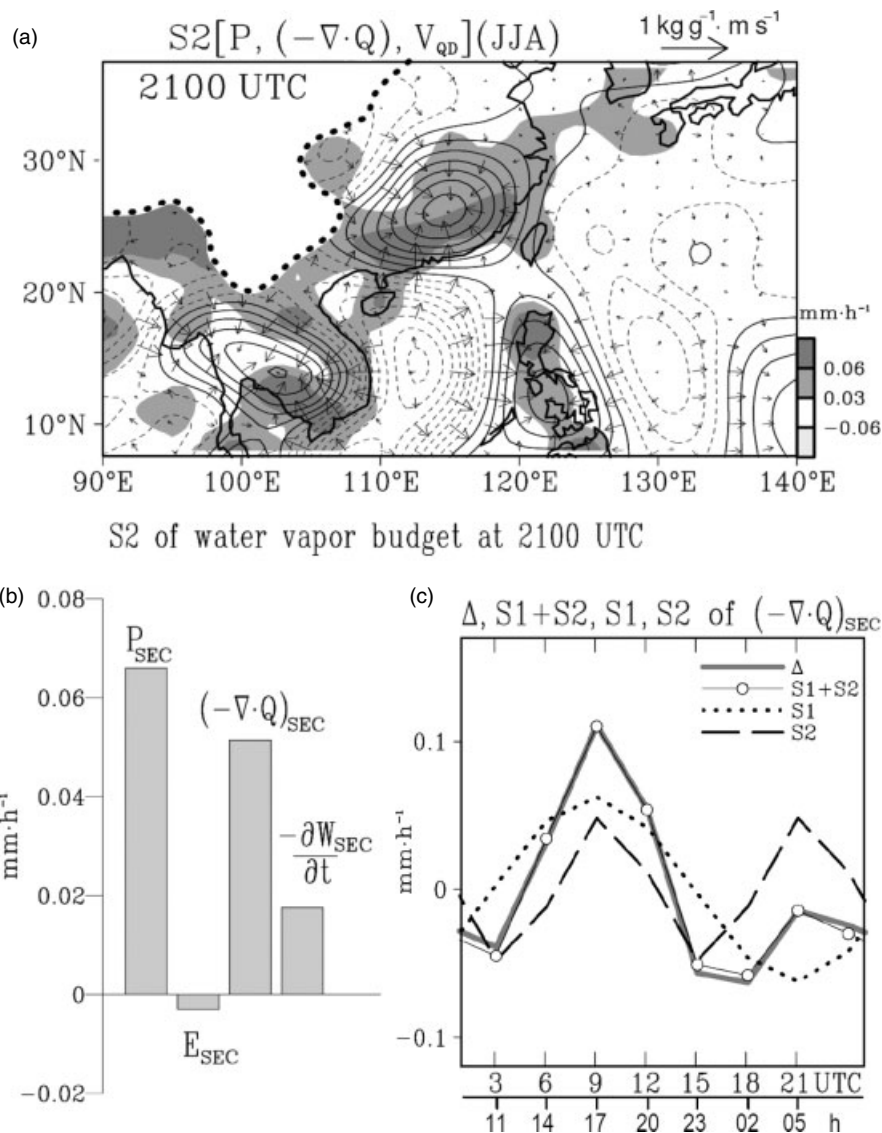 (a)
S2[P, (−∇·Q), V_QD](JJA)
1 kg g⁻¹· m s⁻¹
2100 UTC
30°N
20°N
10°N
mm·h⁻¹
0.06
0.03
−0.06
90°E 100°E 110°E 120°E 130°E 140°E
S2 of water vapor budget at 2100 UTC
(b)
0.08
0.06
0.04
0.02
0
−0.02
mm·h⁻¹
P_SEC
(−∇·Q)_SEC
−∂W_SEC
∂t
E_SEC
(c)
Δ, S1+S2, S1, S2 of (−∇·Q)_SEC
Δ
S1+S2
S1
S2
0.1
0
−0.1
mm·h⁻¹
3 6 9 12 15 18 21 UTC
11 14 17 20 23 02 05 h